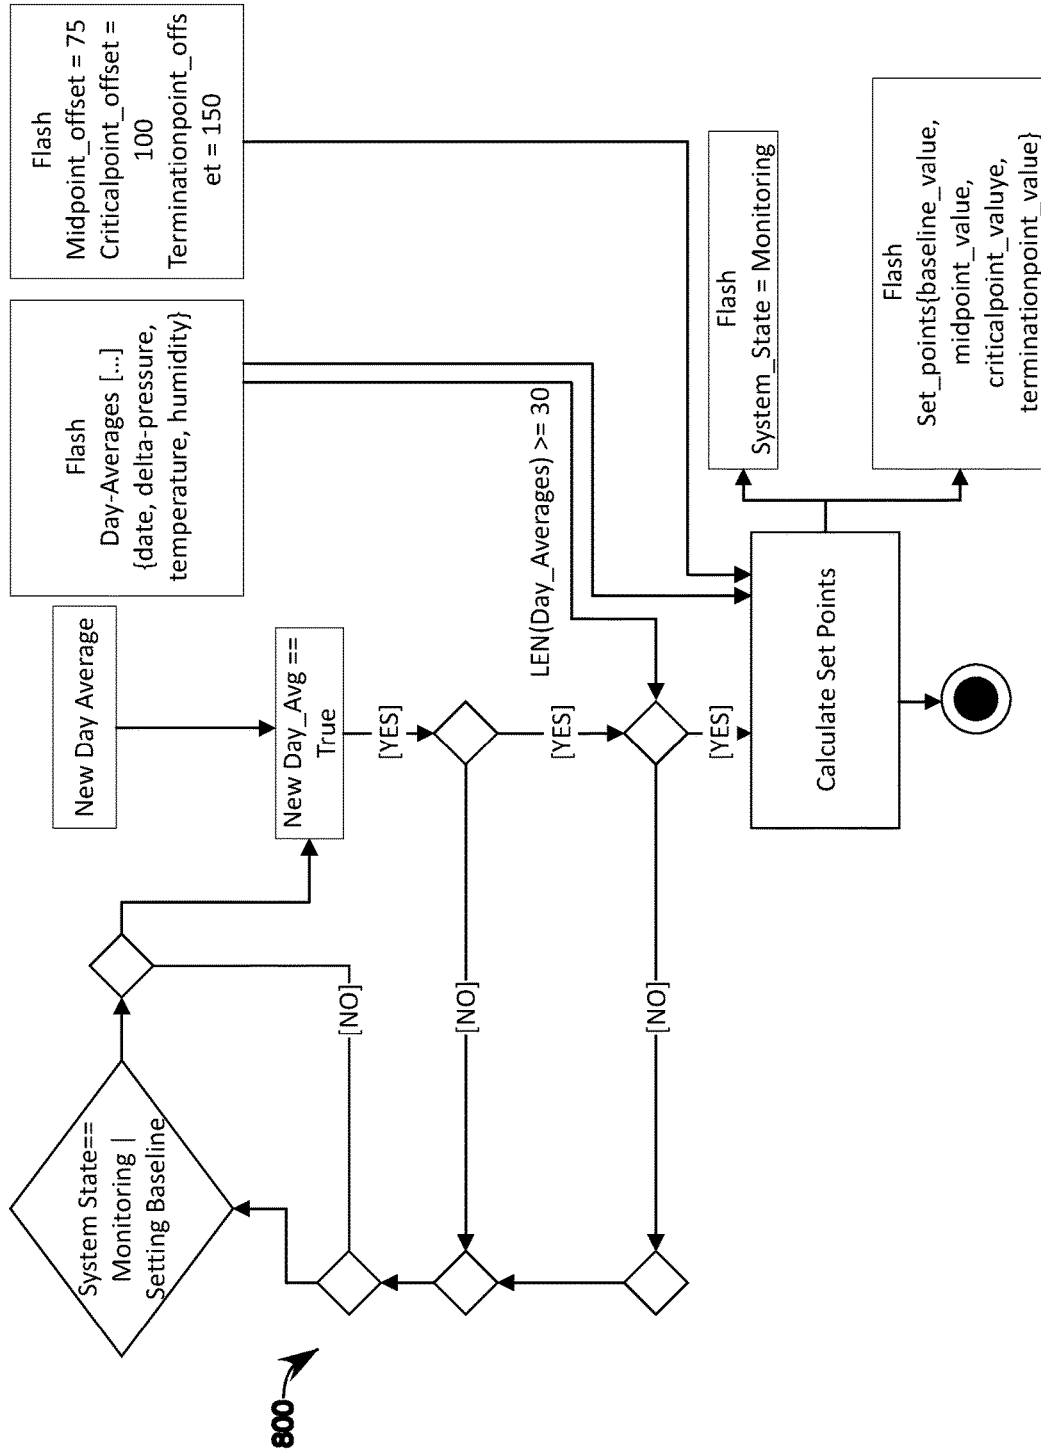 800
System State==
Monitoring |
Setting Baseline
[NO]
New Day Average
New Day_Avg ==
True
[YES]
[NO]
[YES]
LEN(Day_Averages) >= 30
[NO]
[YES]
Flash
Day-Averages [...]
{date, delta-pressure,
temperature, humidity}
Flash
Midpoint_offset = 75
Criticalpoint_offset =
100
Terminationpoint_offs
et = 150
Calculate Set Points
Flash
System_State = Monitoring
Flash
Set_points{baseline_value,
midpoint_value,
criticalpoint_valuye,
terminationpoint_value}